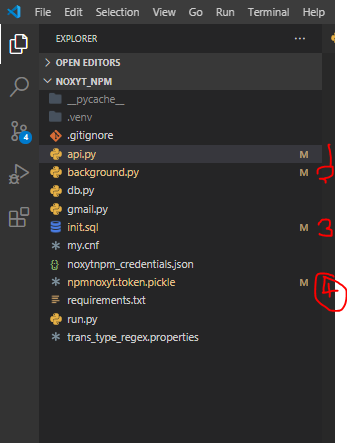 File Edit Selection View Go Run Terminal Help
EXPLORER ...
> OPEN EDITORS
NOXYT_NPM
__pycache__
.venv
.gitignore
api.py M 1
background.py M 2
db.py
gmail.py
init.sql M 3
my.cnf
{} noxytnpm_credentials.json
npmnoxyt.token.pickle M 4
requirements.txt
run.py
trans_type_regex.properties
4